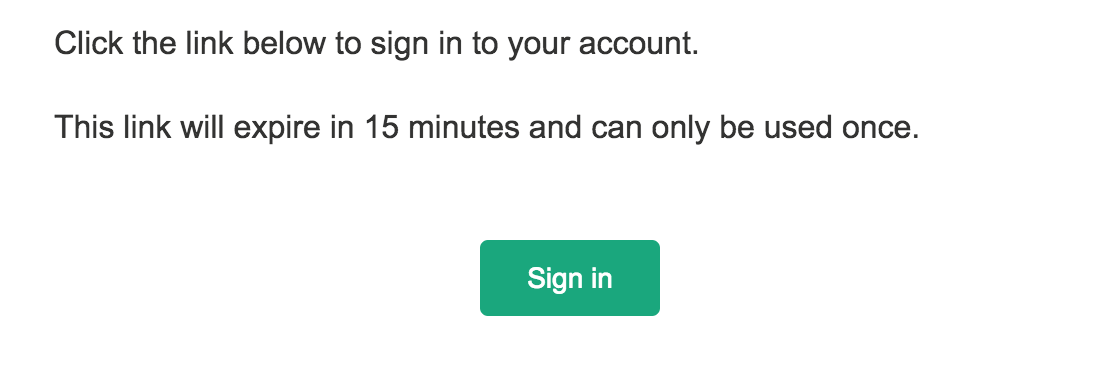 Click the link below to sign in to your account.
This link will expire in 15 minutes and can only be used once.
Sign in